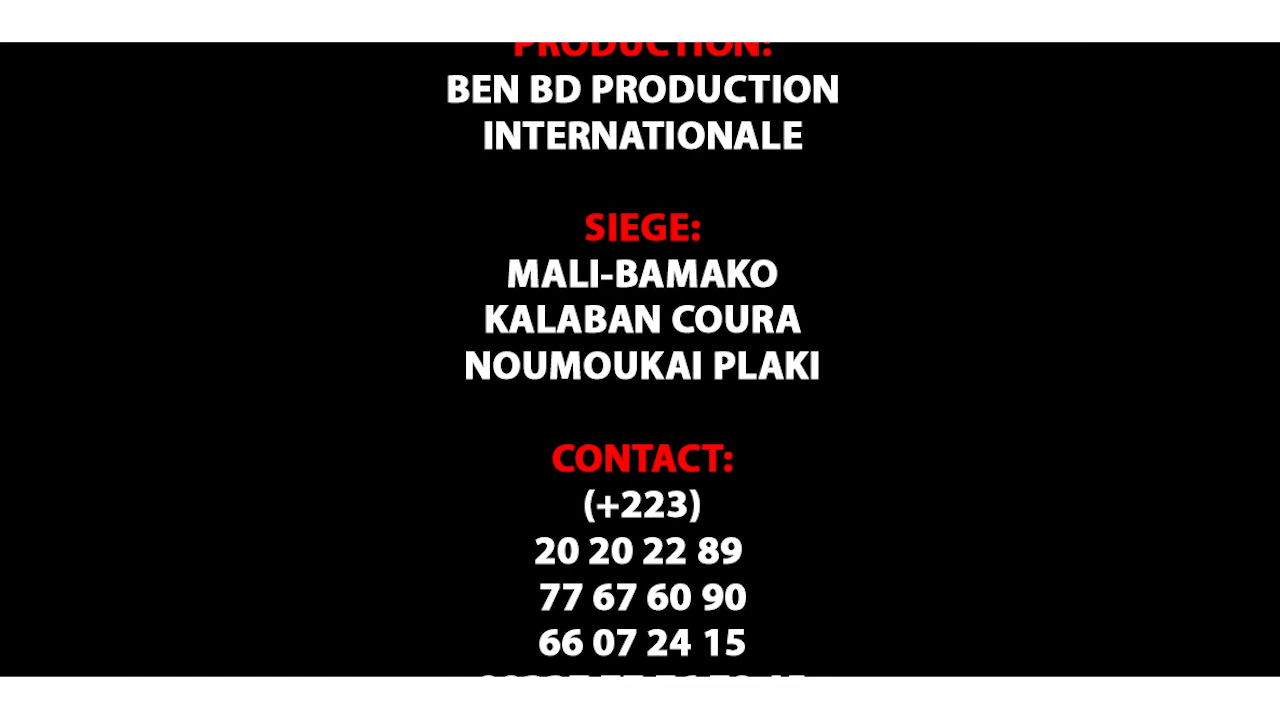 PRODUCTION:
BEN BD PRODUCTION
INTERNATIONALE
SIEGE:
MALI-BAMAKO
KALABAN COURA
NOUMOUKAI PLAKI
CONTACT:
(+223)
20 20 22 89
77 67 60 90
66 07 24 15